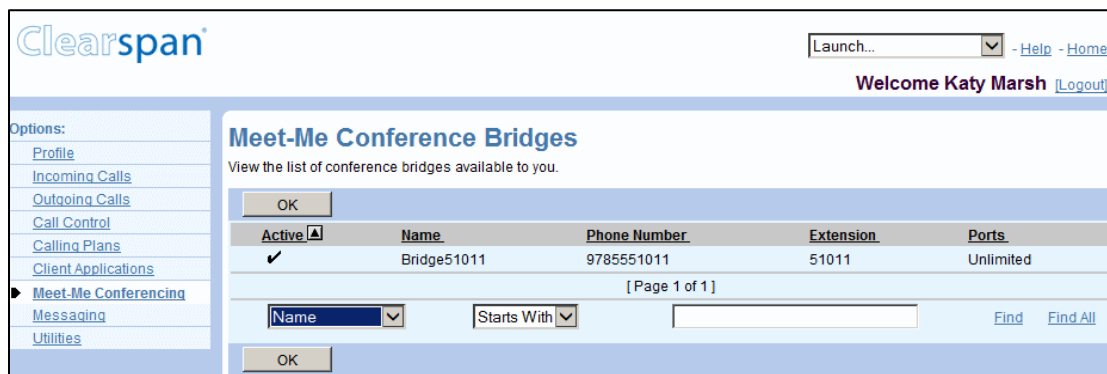 Clearspan®
Launch... - Help - Home
Welcome Katy Marsh [Logout]
Options:
Profile
Incoming Calls
Outgoing Calls
Call Control
Calling Plans
Client Applications
Meet-Me Conferencing
Messaging
Utilities
Meet-Me Conference Bridges
View the list of conference bridges available to you.
OK
Active Name Phone Number Extension Ports
✔ Bridge51011 9785551011 51011 Unlimited
[ Page 1 of 1 ]
Name Starts With Find Find All
OK